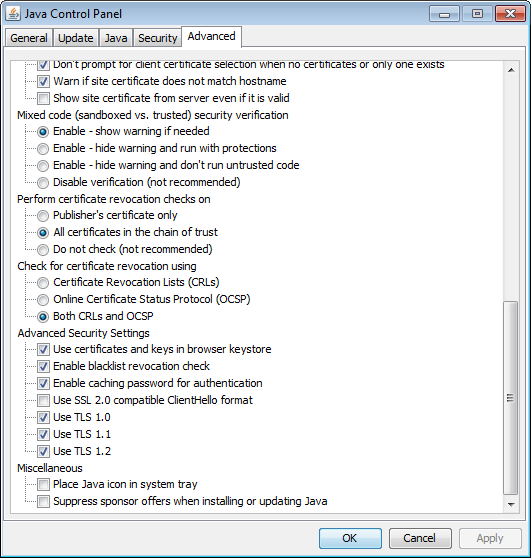 Java Control Panel
General Update Java Security Advanced
Don't prompt for client certificate selection when no certificates or only one exists
Warn if site certificate does not match hostname
Show site certificate from server even if it is valid
Mixed code (sandboxed vs. trusted) security verification
Enable - show warning if needed
Enable - hide warning and run with protections
Enable - hide warning and don't run untrusted code
Disable verification (not recommended)
Perform certificate revocation checks on
Publisher's certificate only
All certificates in the chain of trust
Do not check (not recommended)
Check for certificate revocation using
Certificate Revocation Lists (CRLs)
Online Certificate Status Protocol (OCSP)
Both CRLs and OCSP
Advanced Security Settings
Use certificates and keys in browser keystore
Enable blacklist revocation check
Enable caching password for authentication
Use SSL 2.0 compatible ClientHello format
Use TLS 1.0
Use TLS 1.1
Use TLS 1.2
Miscellaneous
Place Java icon in system tray
Suppress sponsor offers when installing or updating Java
OK Cancel Apply